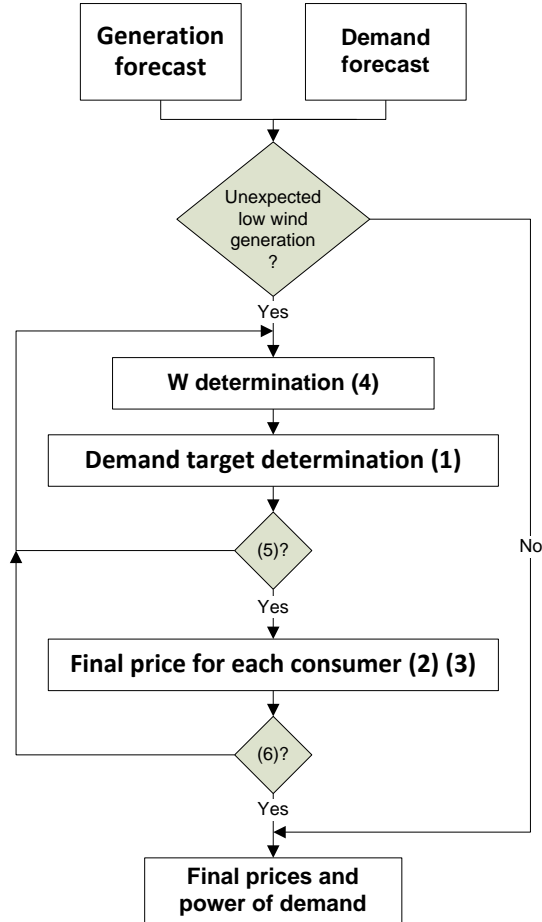 Generation
forecast
Demand
forecast
Unexpected
low wind
generation
?
Yes
W determination (4)
Demand target determination (1)
(5)?
No
Yes
Final price for each consumer (2) (3)
(6)?
Yes
Final prices and
power of demand